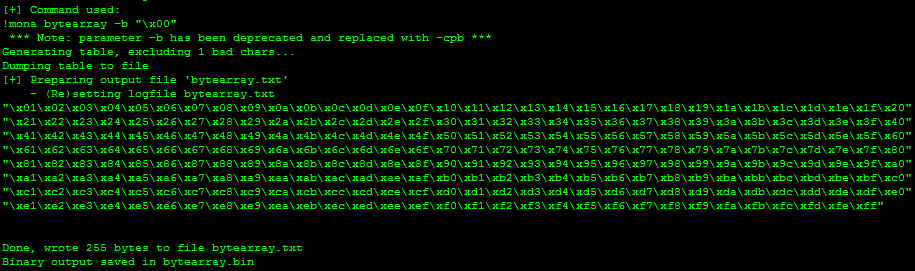 [+] Command used:
!mona bytearray -b "\x00"
*** Note: parameter -b has been deprecated and replaced with -cpb ***
Generating table, excluding 1 bad chars...
Dumping table to file
[+] Preparing output file 'bytearray.txt'
- (Re)setting logfile bytearray.txt
"\x01\x02\x03\x04\x05\x06\x07\x08\x09\x0a\x0b\x0c\x0d\x0e\x0f\x10\x11\x12\x13\x14\x15\x16\x17\x18\x19\x1a\x1b\x1c\x1d\x1e\x1f\x20"
"\x21\x22\x23\x24\x25\x26\x27\x28\x29\x2a\x2b\x2c\x2d\x2e\x2f\x30\x31\x32\x33\x34\x35\x36\x37\x38\x39\x3a\x3b\x3c\x3d\x3e\x3f\x40"
"\x41\x42\x43\x44\x45\x46\x47\x48\x49\x4a\x4b\x4c\x4d\x4e\x4f\x50\x51\x52\x53\x54\x55\x56\x57\x58\x59\x5a\x5b\x5c\x5d\x5e\x5f\x60"
"\x61\x62\x63\x64\x65\x66\x67\x68\x69\x6a\x6b\x6c\x6d\x6e\x6f\x70\x71\x72\x73\x74\x75\x76\x77\x78\x79\x7a\x7b\x7c\x7d\x7e\x7f\x80"
"\x81\x82\x83\x84\x85\x86\x87\x88\x89\x8a\x8b\x8c\x8d\x8e\x8f\x90\x91\x92\x93\x94\x95\x96\x97\x98\x99\x9a\x9b\x9c\x9d\x9e\x9f\xa0"
"\xa1\xa2\xa3\xa4\xa5\xa6\xa7\xa8\xa9\xaa\xab\xac\xad\xae\xaf\xb0\xb1\xb2\xb3\xb4\xb5\xb6\xb7\xb8\xb9\xba\xbb\xbc\xbd\xbe\xbf\xc0"
"\xc1\xc2\xc3\xc4\xc5\xc6\xc7\xc8\xc9\xca\xcb\xcc\xcd\xce\xcf\xd0\xd1\xd2\xd3\xd4\xd5\xd6\xd7\xd8\xd9\xda\xdb\xdc\xdd\xde\xdf\xe0"
"\xe1\xe2\xe3\xe4\xe5\xe6\xe7\xe8\xe9\xea\xeb\xec\xed\xee\xef\xf0\xf1\xf2\xf3\xf4\xf5\xf6\xf7\xf8\xf9\xfa\xfb\xfc\xfd\xfe\xff"
Done, wrote 255 bytes to file bytearray.txt
Binary output saved in bytearray.bin